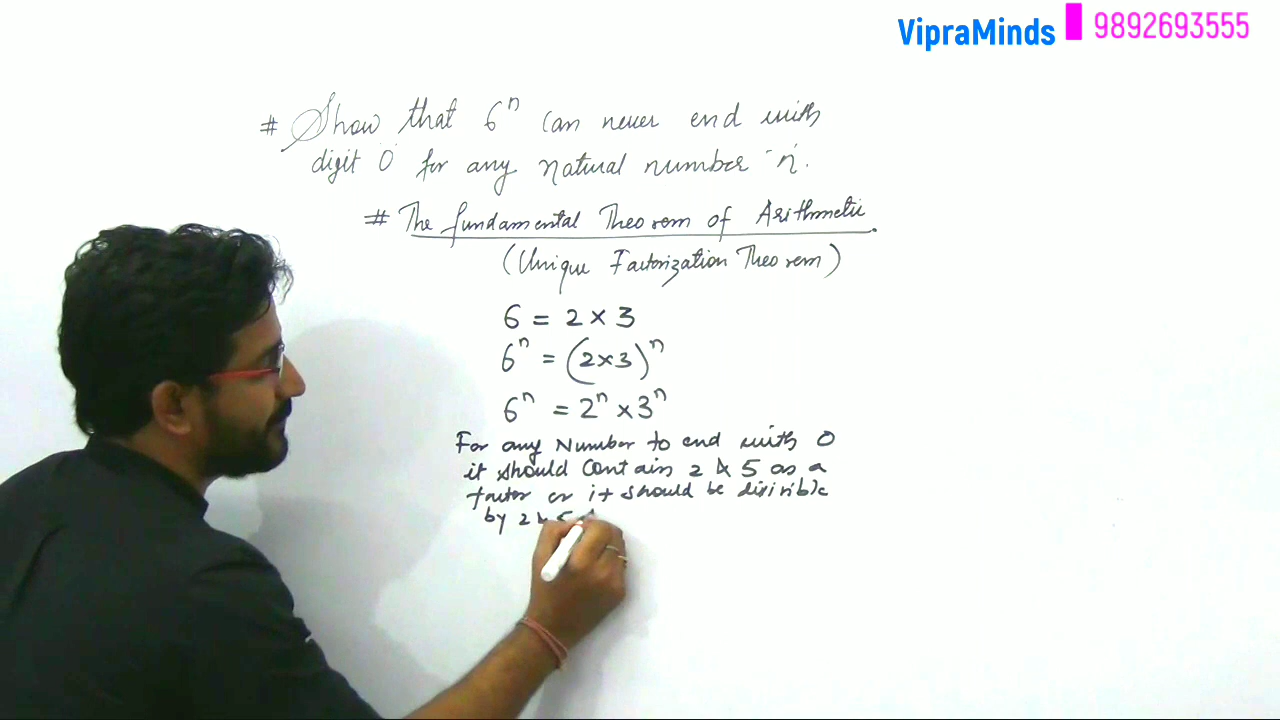 VipraMinds 9892693555
# Show that 6ⁿ can never end with
digit '0' for any natural number 'n'.
# The fundamental Theorem of Arithmetic.
(Unique Factorization Theorem)
6 = 2 × 3
6ⁿ = (2×3)ⁿ
6ⁿ = 2ⁿ × 3ⁿ
For any Number to end with 0
it should contain 2 & 5 as a
factor or it should be divisible
by 2 & 5